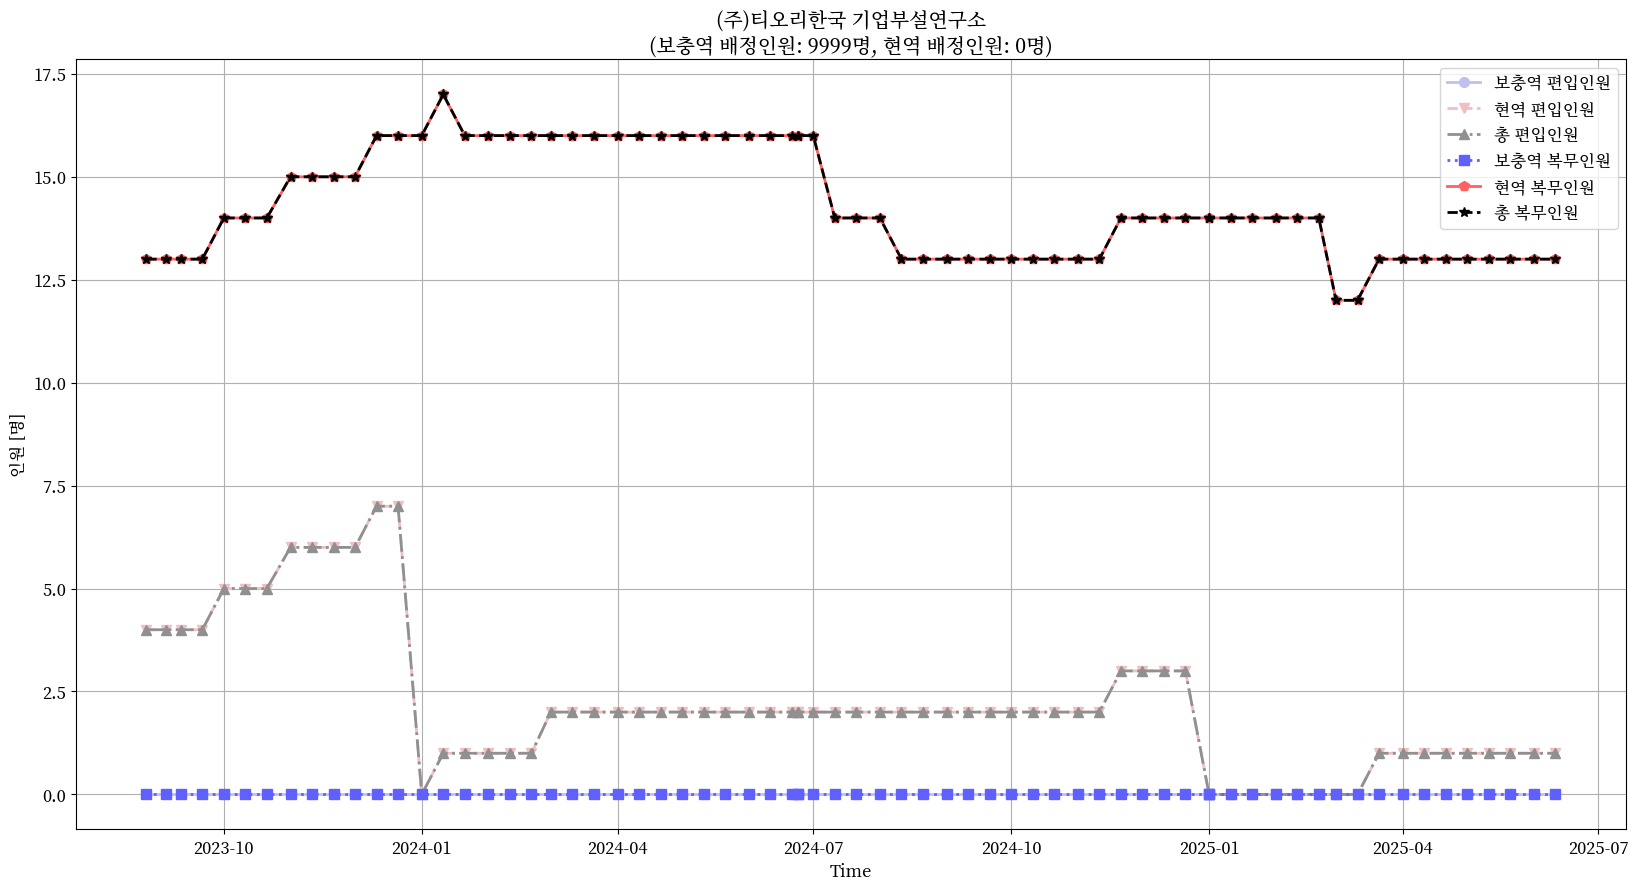 (주)티오리한국 기업부설연구소
(보충역 배정인원: 9999명, 현역 배정인원: 0명)
17.5
15.0
12.5
10.0
7.5
5.0
2.5
0.0
인원 [명]
보충역 편입인원
현역 편입인원
총 편입인원
보충역 복무인원
현역 복무인원
총 복무인원
2023-10
2024-01
2024-04
2024-07
2024-10
2025-01
2025-04
2025-07
Time